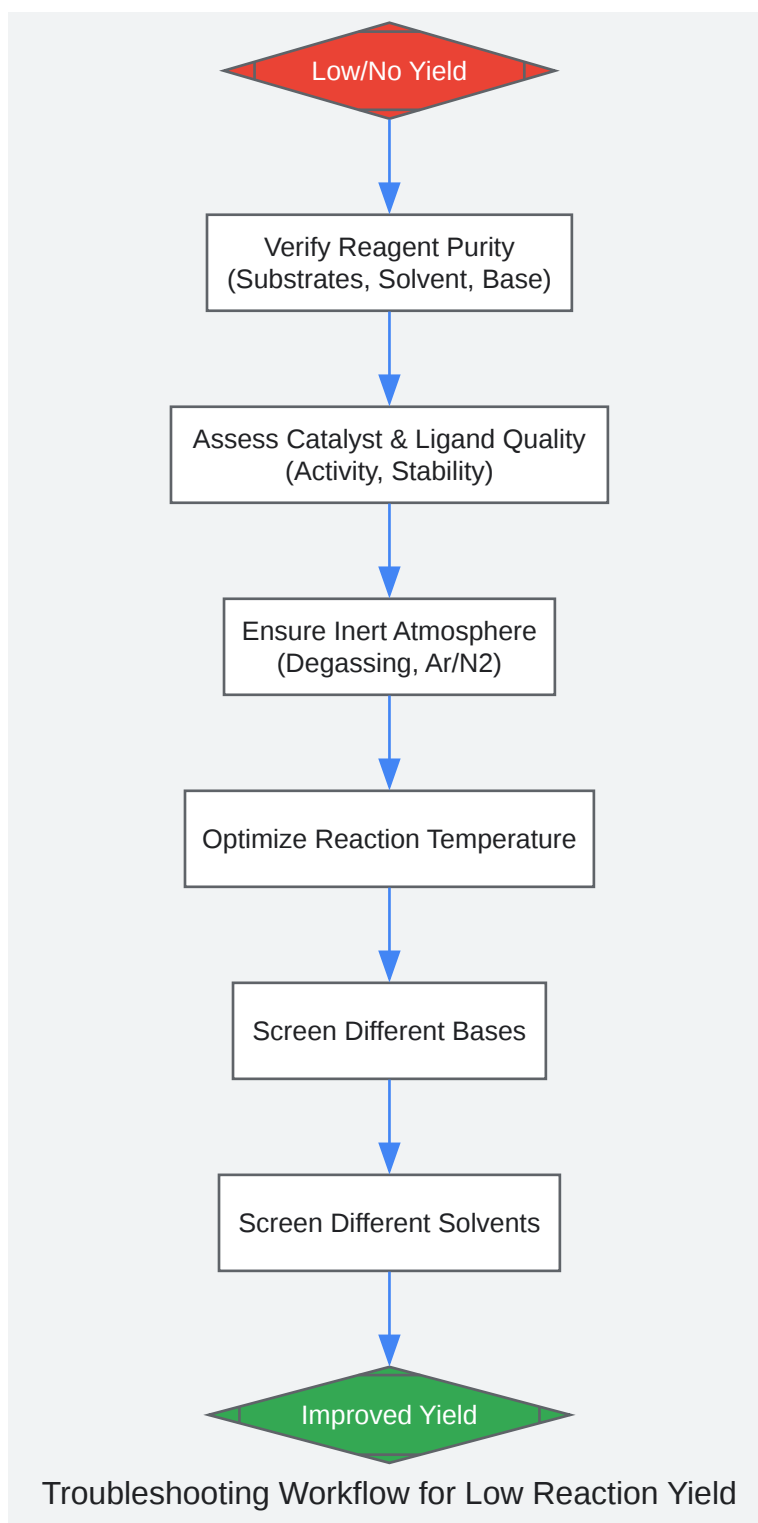 Low/No Yield
Verify Reagent Purity
(Substrates, Solvent, Base)
Assess Catalyst & Ligand Quality
(Activity, Stability)
Ensure Inert Atmosphere
(Degassing, Ar/N2)
Optimize Reaction Temperature
Screen Different Bases
Screen Different Solvents
Improved Yield
Troubleshooting Workflow for Low Reaction Yield